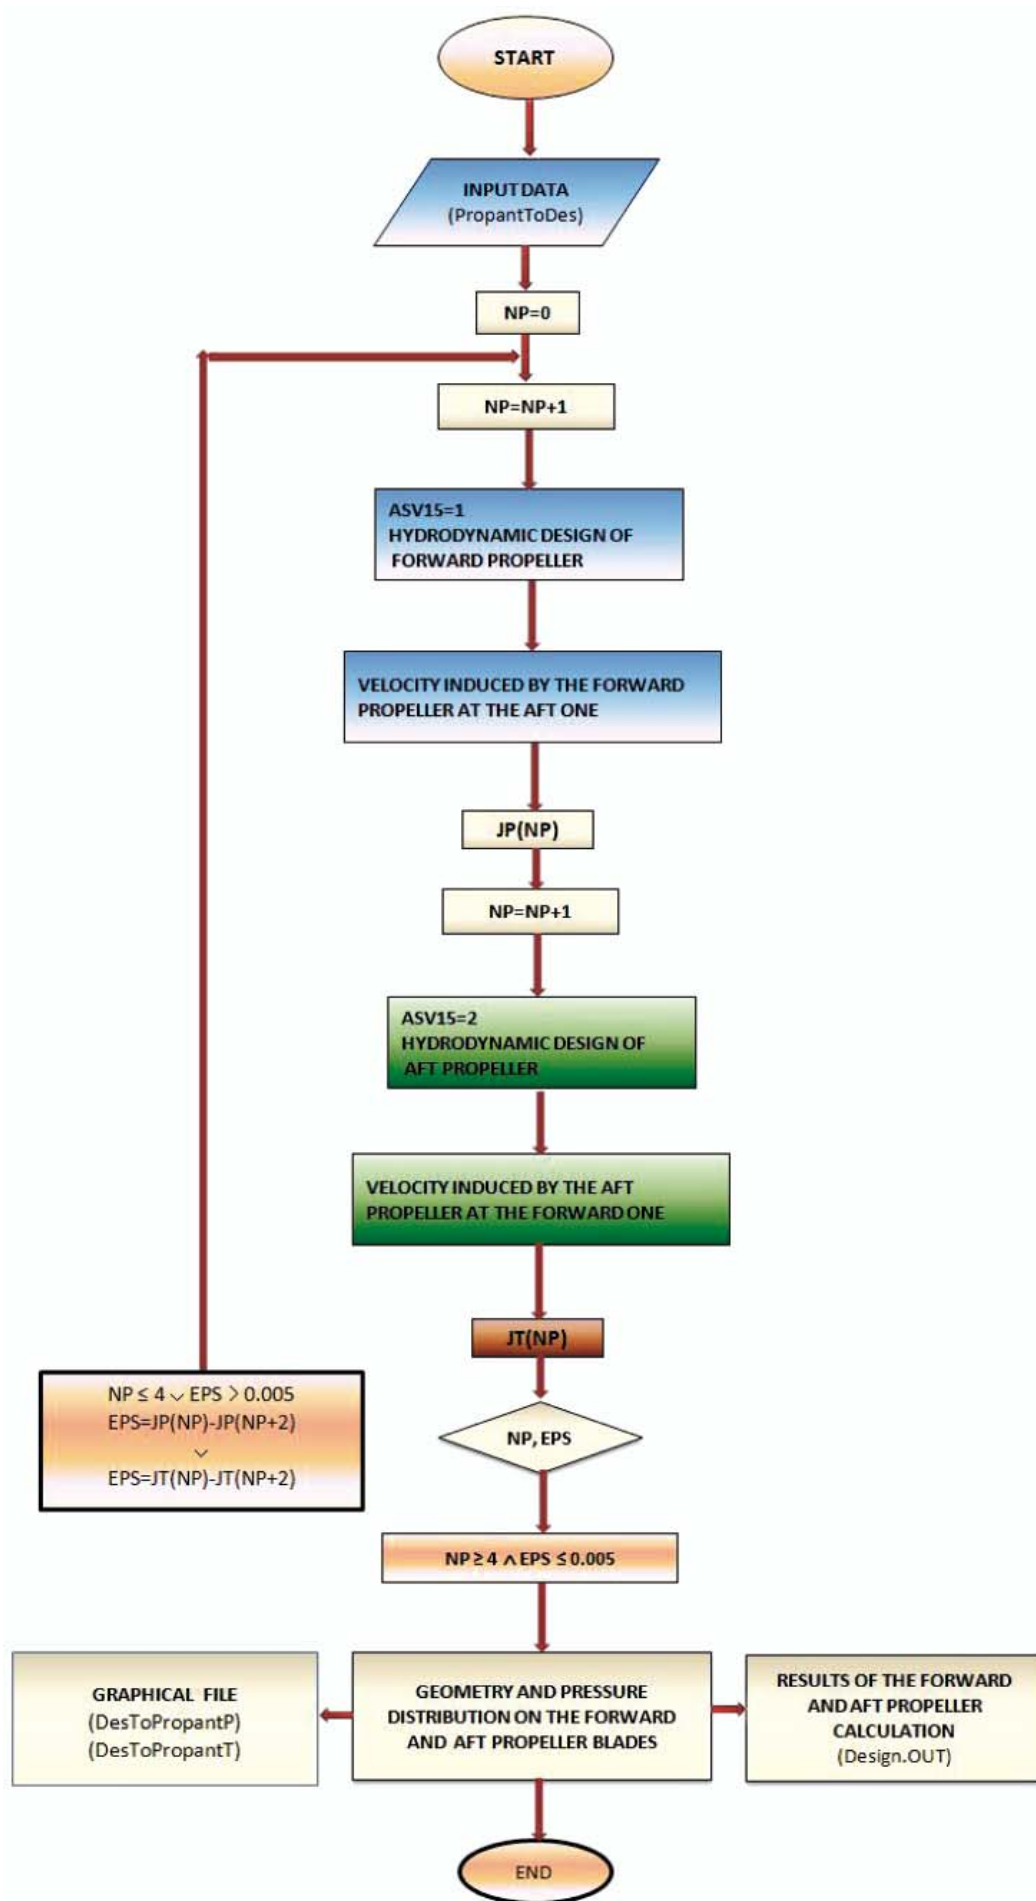 START
INPUT DATA
(PropantToDes)
NP=0
NP=NP+1
ASV15=1
HYDRODYNAMIC DESIGN OF
FORWARD PROPELLER
VELOCITY INDUCED BY THE FORWARD
PROPELLER AT THE AFT ONE
JP(NP)
NP=NP+1
ASV15=2
HYDRODYNAMIC DESIGN OF
AFT PROPELLER
VELOCITY INDUCED BY THE AFT
PROPELLER AT THE FORWARD ONE
JT(NP)
NP ≤ 4 ∨ EPS > 0.005
EPS=JP(NP)-JP(NP+2)
∨
EPS=JT(NP)-JT(NP+2)
NP, EPS
NP ≥ 4 ∧ EPS ≤ 0.005
GRAPHICAL FILE
(DesToPropantP)
(DesToPropantT)
GEOMETRY AND PRESSURE
DISTRIBUTION ON THE FORWARD
AND AFT PROPELLER BLADES
RESULTS OF THE FORWARD
AND AFT PROPELLER
CALCULATION
(Design.OUT)
END